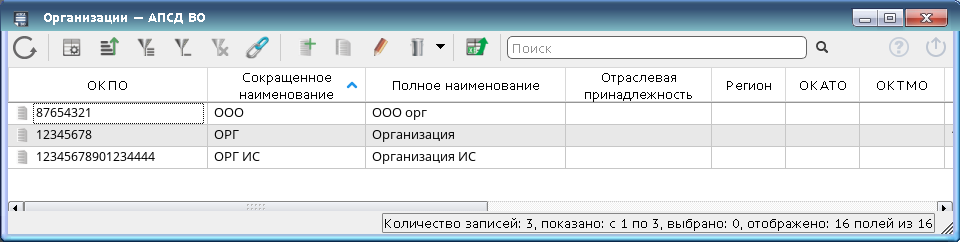 Организации — АПСД ВО
Поиск
ОКПО Сокращенное наименование Полное наименование Отраслевая принадлежность Регион ОКАТО ОКТМО
87654321 ООО ООО орг
12345678 ОРГ Организация
12345678901234444 ОРГ ИС Организация ИС
Количество записей: 3, показано: с 1 по 3, выбрано: 0, отображено: 16 полей из 16